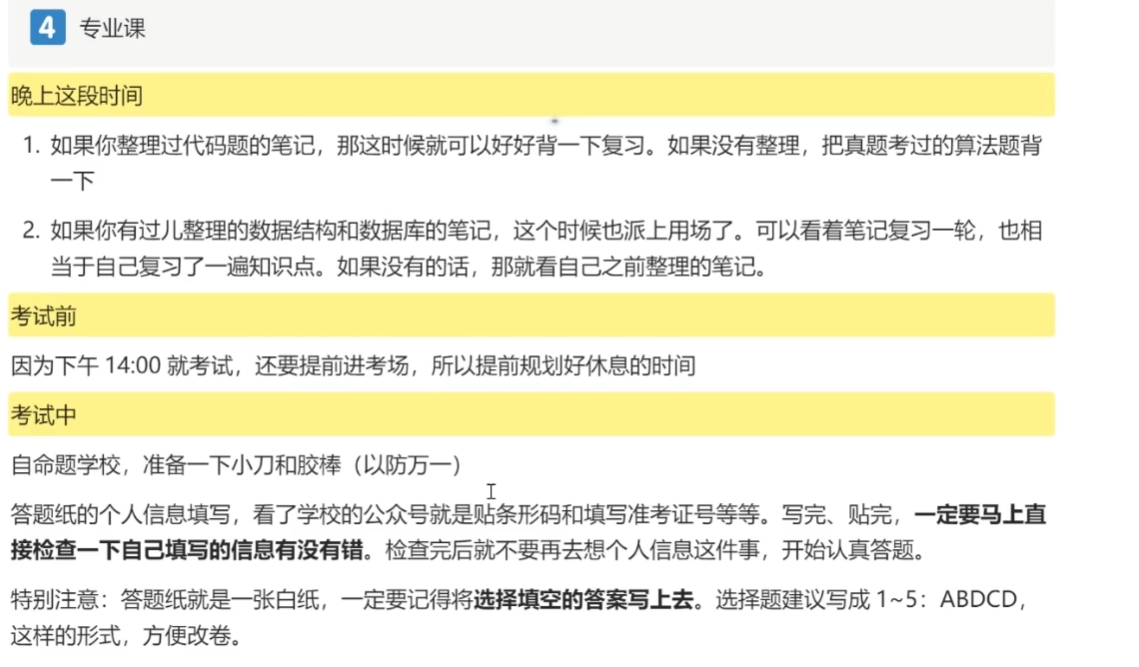 4 专业课
晚上这段时间
1. 如果你整理过代码题的笔记，那这时候就可以好好背一下复习。如果没有整理，把真题考过的算法题背
一下
2. 如果你有过儿整理的数据结构和数据库的笔记，这个时候也派上用场了。可以看着笔记复习一轮，也相
当于自己复习了一遍知识点。如果没有的话，那就看自己之前整理的笔记。
考试前
因为下午 14:00 就考试，还要提前进考场，所以提前规划好休息的时间
考试中
自命题学校，准备一下小刀和胶棒（以防万一）
答题纸的个人信息填写，看了学校的公众号就是贴条形码和填写准考证号等等。写完、贴完，一定要马上直
接检查一下自己填写的信息有没有错。检查完后就不要再去想个人信息这件事，开始认真答题。
特别注意：答题纸就是一张白纸，一定要记得将选择填空的答案写上去。选择题建议写成 1~5：ABDCD，
这样的形式，方便改卷。